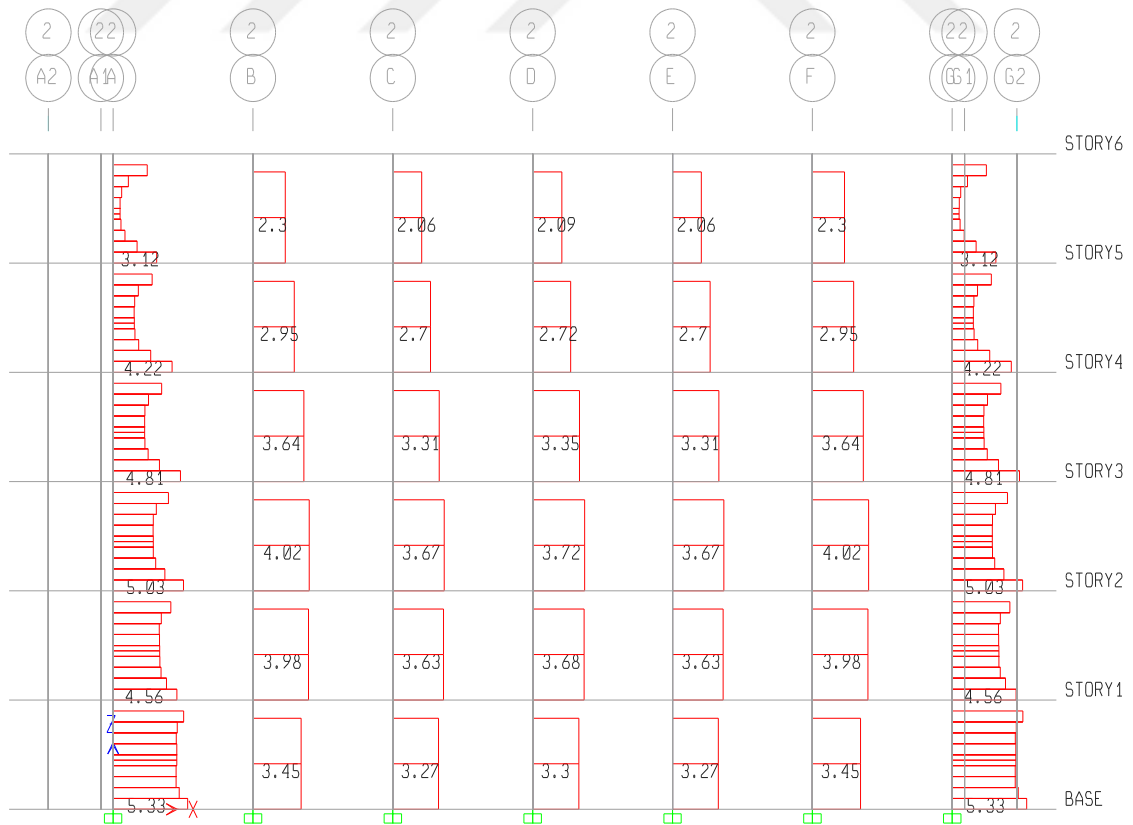 2 2 2 2 2 2 2 2 2 2 2
A2 A1 A B C D E F G G1 G2
STORY6
2.3 2.06 2.09 2.06 2.3
3.12 3.12 STORY5
2.95 2.7 2.72 2.7 2.95
4.22 4.22 STORY4
3.64 3.31 3.35 3.31 3.64
4.81 4.81 STORY3
4.02 3.67 3.72 3.67 4.02
5.03 5.03 STORY2
3.98 3.63 3.68 3.63 3.98
4.56 4.56 STORY1
Z
3.45 3.27 3.3 3.27 3.45
5.33 X 5.33 BASE